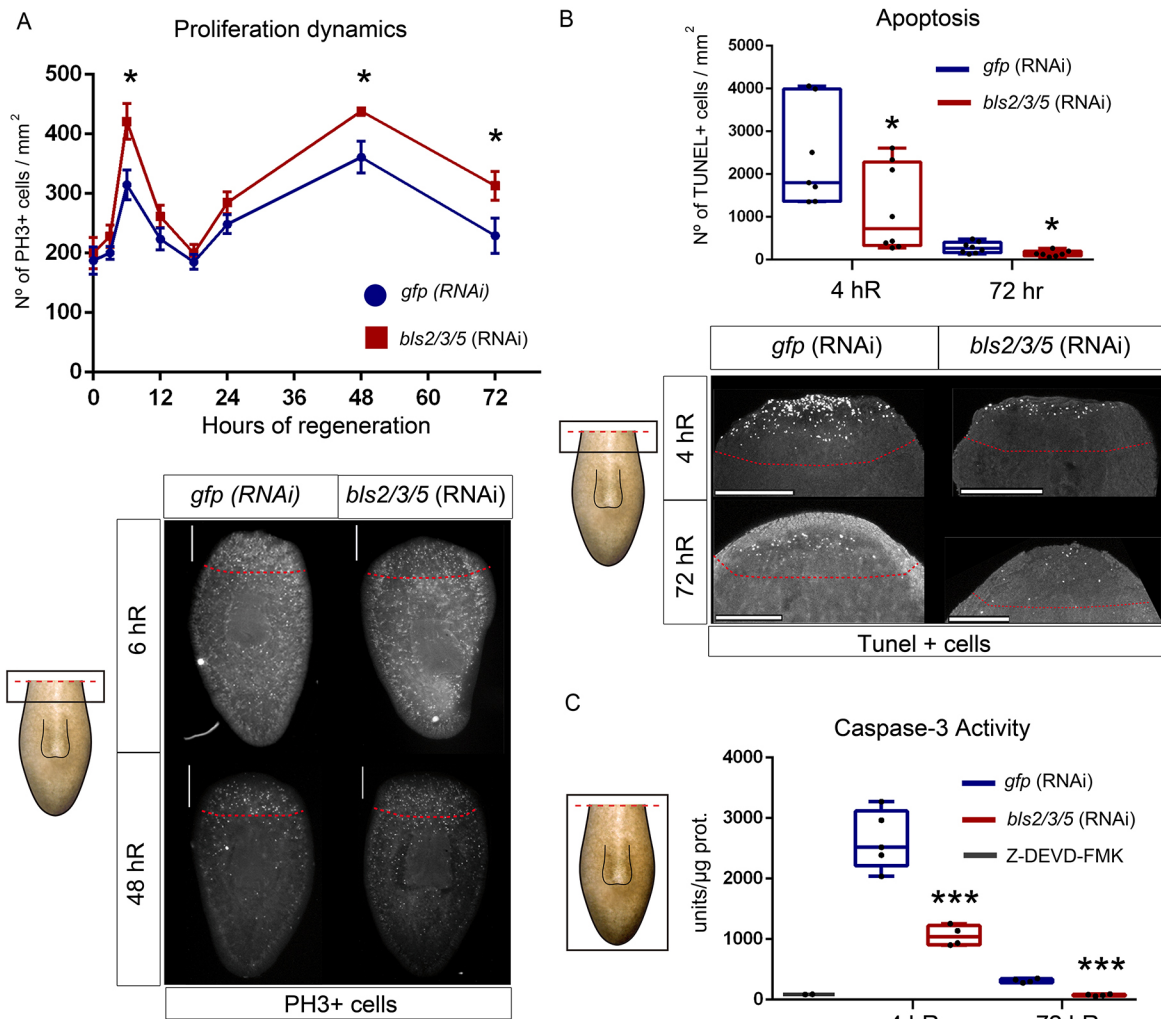 A
Proliferation dynamics
Nº of PH3+ cells / mm²
500
400
300
200
100
0
* * *
gfp (RNAi)
bls2/3/5 (RNAi)
0 12 24 36 48 60 72
Hours of regeneration
gfp (RNAi) bls2/3/5 (RNAi)
6 hR
48 hR
PH3+ cells
B
Apoptosis
Nº of TUNEL+ cells / mm²
5000
4000
3000
2000
1000
0
gfp (RNAi)
bls2/3/5 (RNAi)
* *
4 hR 72 hr
gfp (RNAi) bls2/3/5 (RNAi)
4 hR
72 hR
Tunel + cells
C
Caspase-3 Activity
units/µg prot.
4000
3000
2000
1000
0
gfp (RNAi)
bls2/3/5 (RNAi)
Z-DEVD-FMK
*** ***
4 hR 72 hR